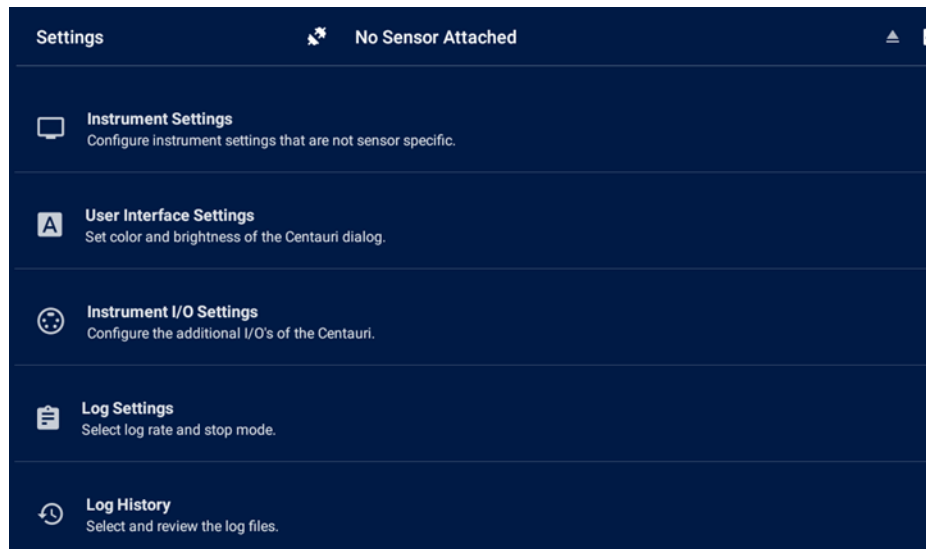 Settings No Sensor Attached
Instrument Settings
Configure instrument settings that are not sensor specific.
User Interface Settings
Set color and brightness of the Centauri dialog.
Instrument I/O Settings
Configure the additional I/O's of the Centauri.
Log Settings
Select log rate and stop mode.
Log History
Select and review the log files.